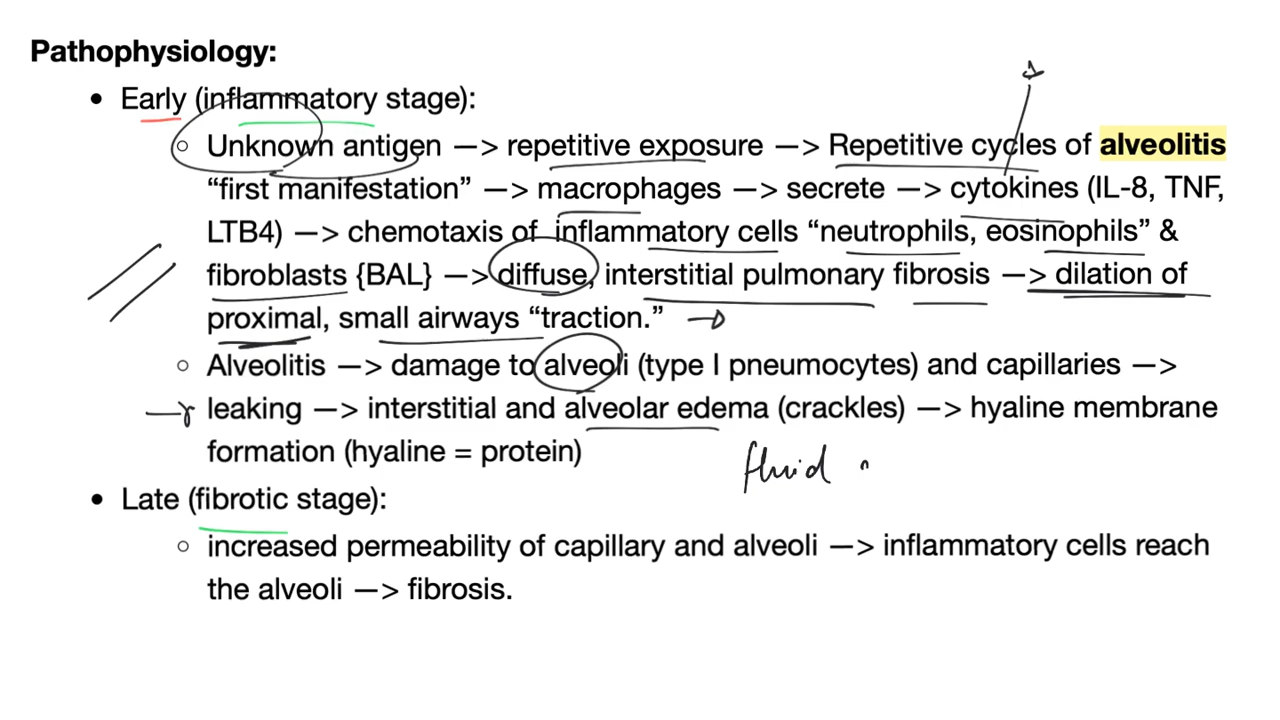 Pathophysiology:
• Early (inflammatory stage):
○ Unknown antigen —> repetitive exposure —> Repetitive cycles of alveolitis
“first manifestation” —> macrophages —> secrete —> cytokines (IL-8, TNF,
LTB4) —> chemotaxis of inflammatory cells “neutrophils, eosinophils” &
fibroblasts {BAL} —> diffuse, interstitial pulmonary fibrosis —> dilation of
proximal, small airways “traction.”
○ Alveolitis —> damage to alveoli (type I pneumocytes) and capillaries —>
leaking —> interstitial and alveolar edema (crackles) —> hyaline membrane
formation (hyaline = protein)
fluid
• Late (fibrotic stage):
○ increased permeability of capillary and alveoli —> inflammatory cells reach
the alveoli —> fibrosis.